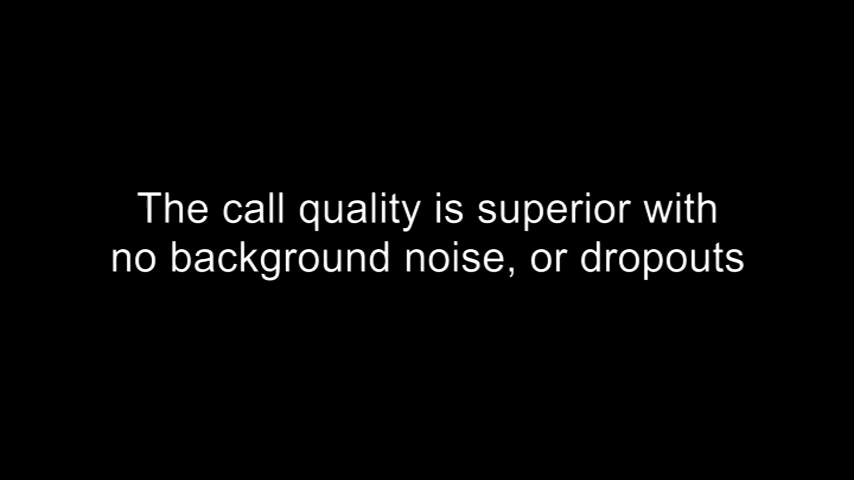 The call quality is superior with
no background noise, or dropouts